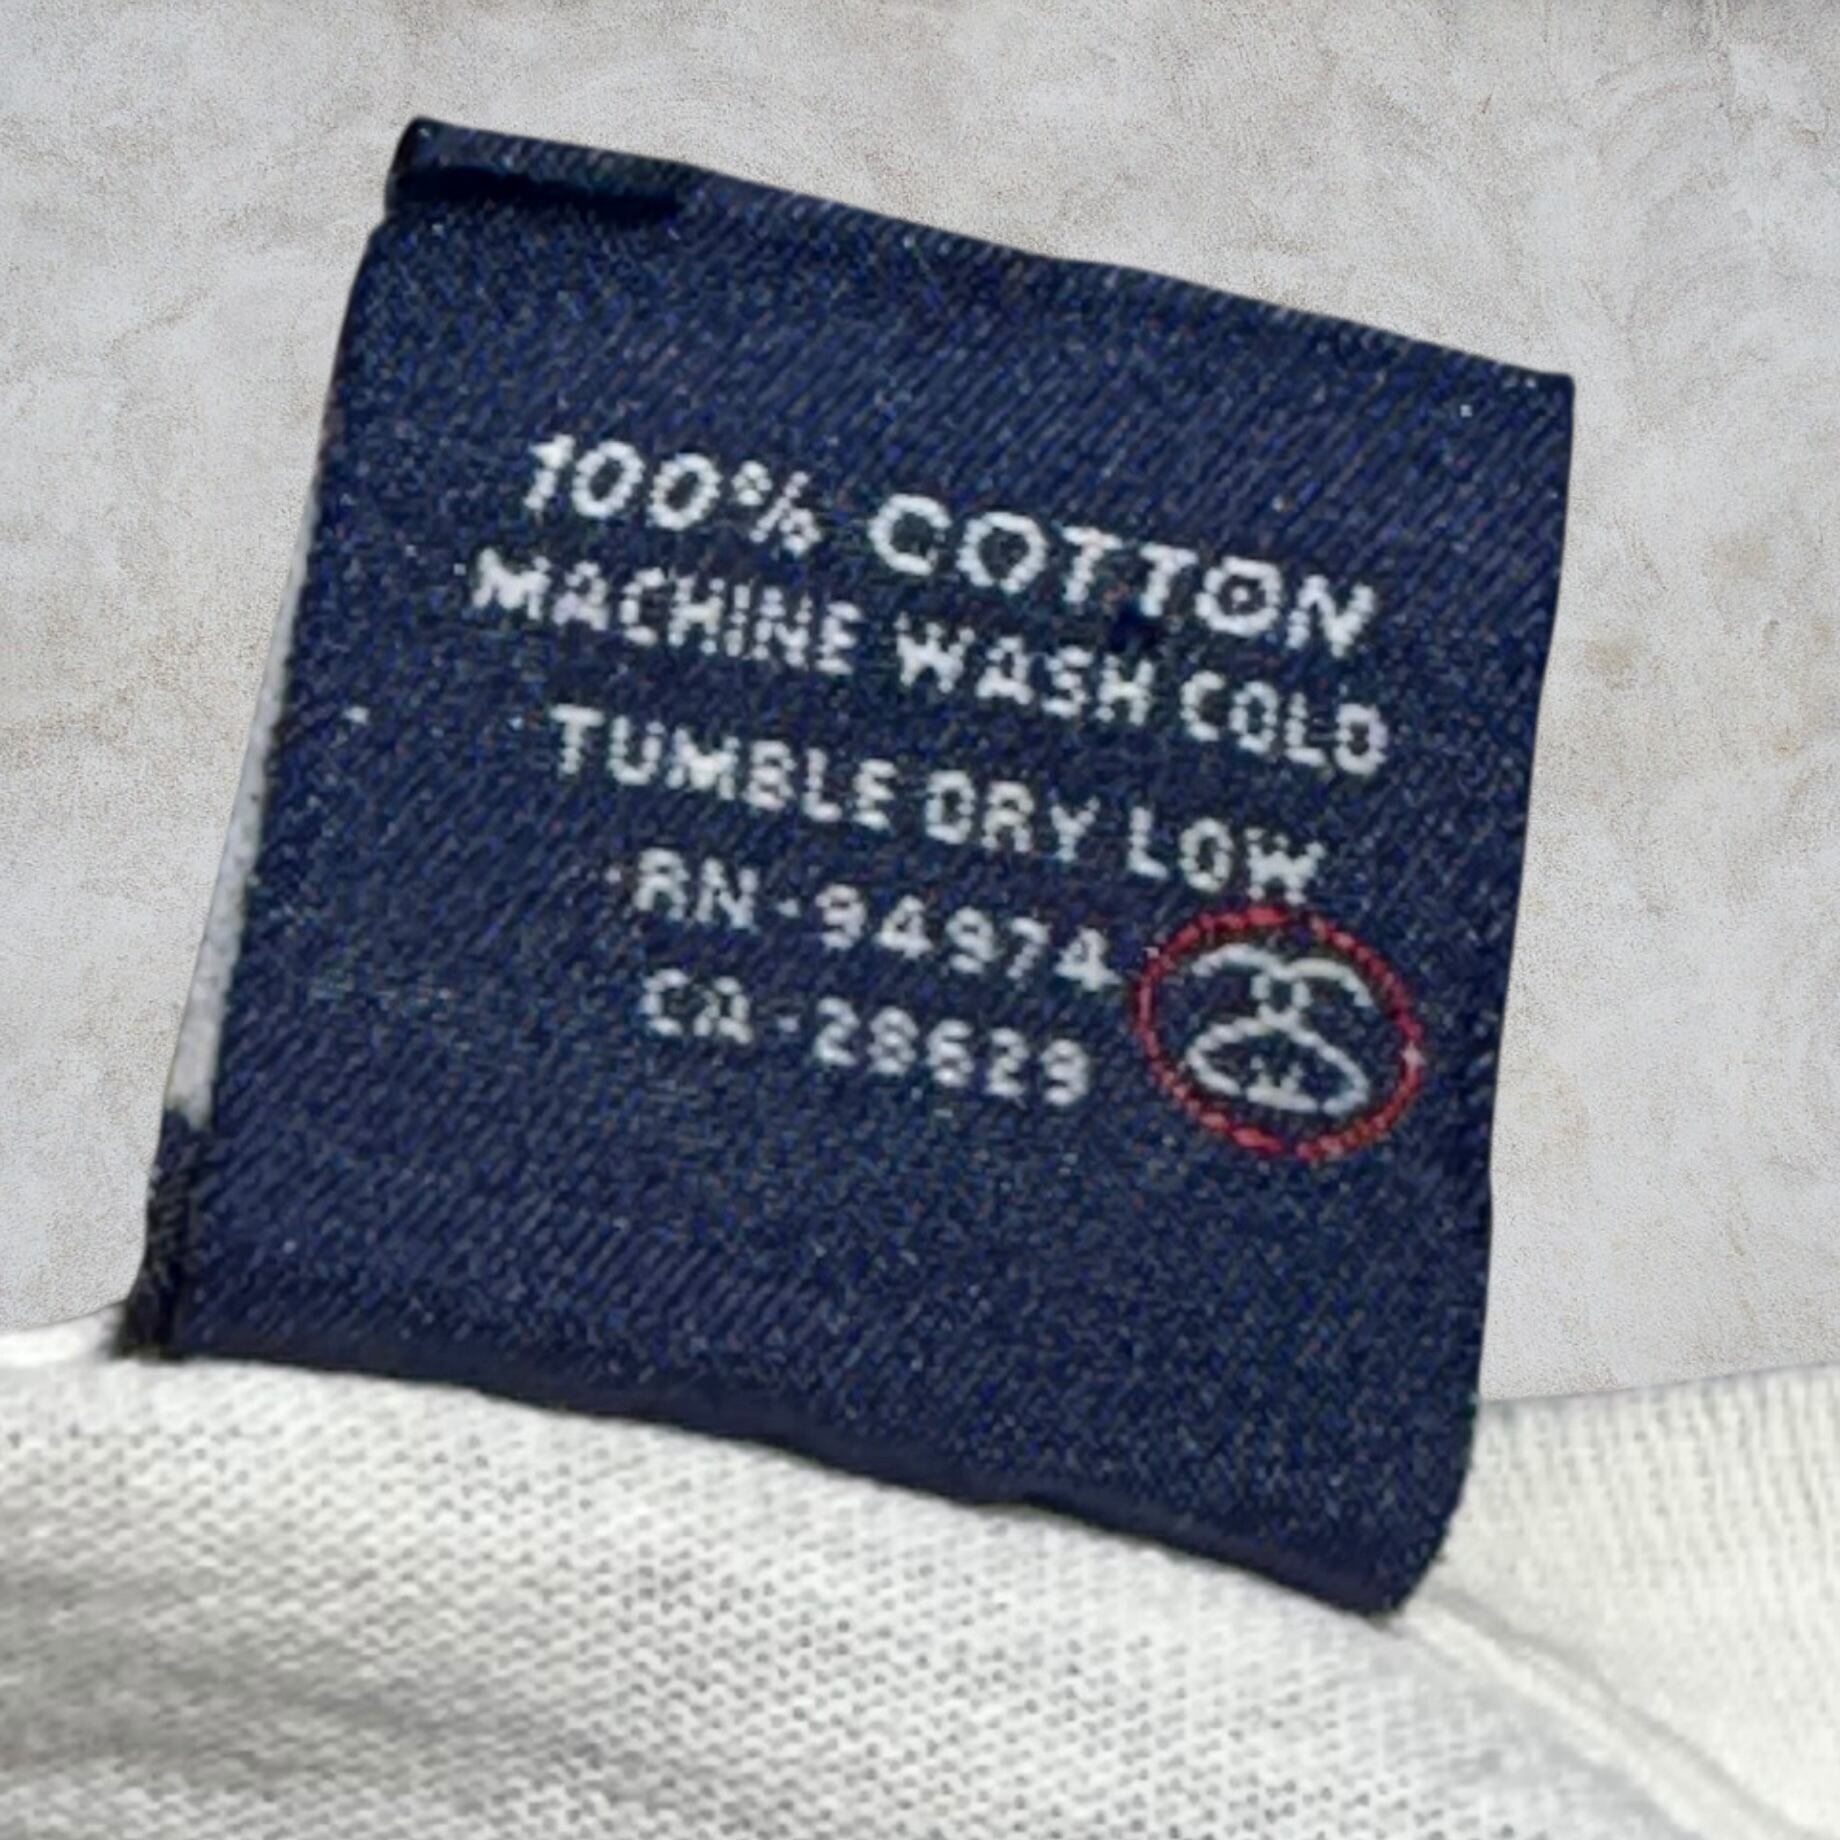 100% COTTON
MACHINE WASH COLD
TUMBLE DRY LOW
RN-94974
CA-28629